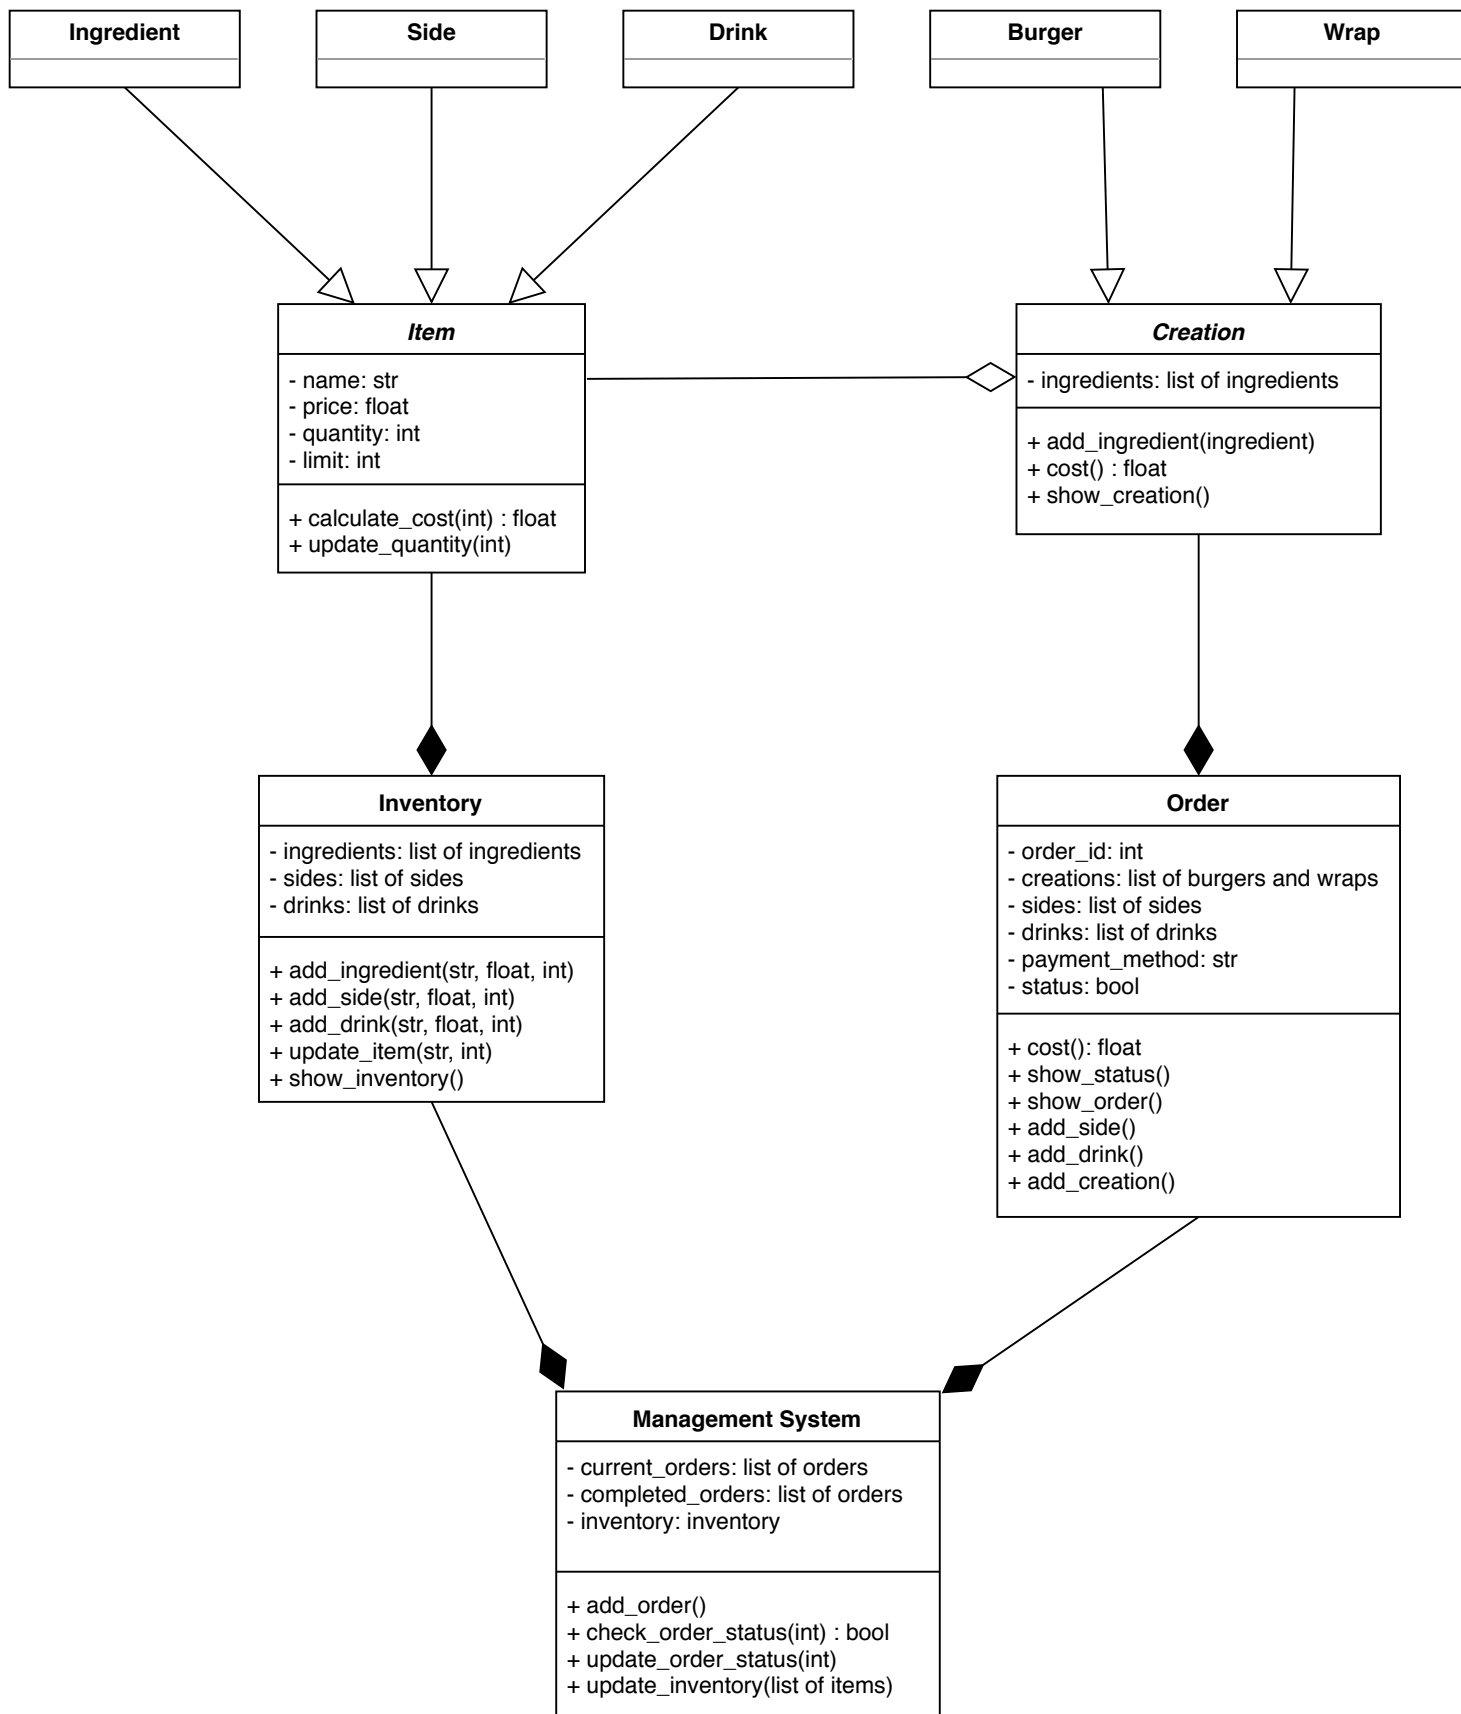 Ingredient
Side
Drink
Burger
Wrap
Item
- name: str
- price: float
- quantity: int
- limit: int
+ calculate_cost(int) : float
+ update_quantity(int)
Creation
- ingredients: list of ingredients
+ add_ingredient(ingredient)
+ cost() : float
+ show_creation()
Inventory
- ingredients: list of ingredients
- sides: list of sides
- drinks: list of drinks
+ add_ingredient(str, float, int)
+ add_side(str, float, int)
+ add_drink(str, float, int)
+ update_item(str, int)
+ show_inventory()
Order
- order_id: int
- creations: list of burgers and wraps
- sides: list of sides
- drinks: list of drinks
- payment_method: str
- status: bool
+ cost(): float
+ show_status()
+ show_order()
+ add_side()
+ add_drink()
+ add_creation()
Management System
- current_orders: list of orders
- completed_orders: list of orders
- inventory: inventory
+ add_order()
+ check_order_status(int) : bool
+ update_order_status(int)
+ update_inventory(list of items)